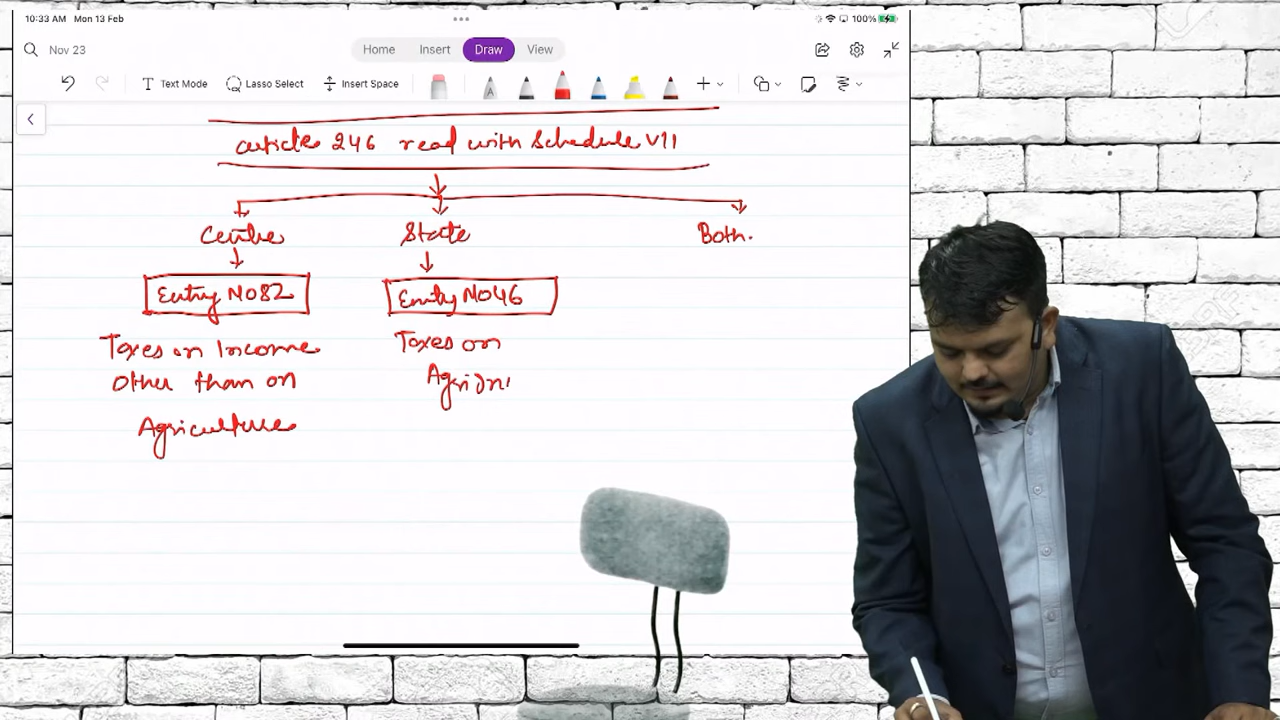 10:33 AM Mon 13 Feb
100%
Nov 23
Home Insert Draw View
Text Mode Lasso Select Insert Space
Article 246 read with Schedule VII
Centre State Both.
Entry No 82 Entry No 46
Taxes on Income Taxes on
Other than on Agri
Agriculture